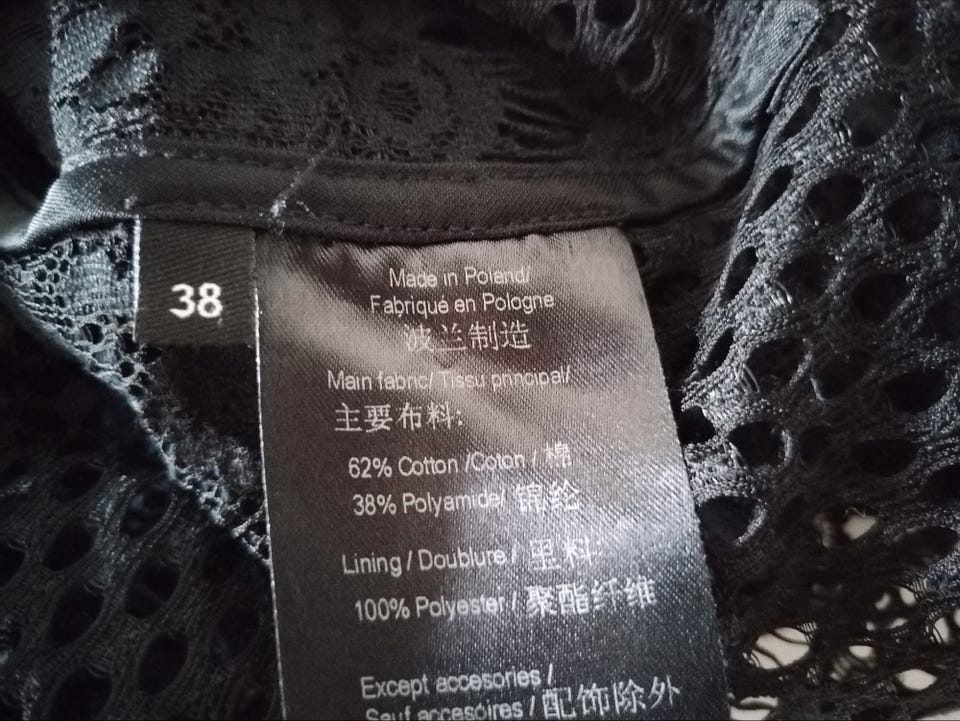 38
Made in Poland/
Fabriqué en Pologne
波兰制造
Main fabric/ Tissu principal/
主要布料:
62% Cotton /Coton / 棉
38% Polyamide/ 锦纶
Lining / Doublure / 里料:
100% Polyester / 聚酯纤维
Except accesories /
Sauf accesóires / 配饰除外